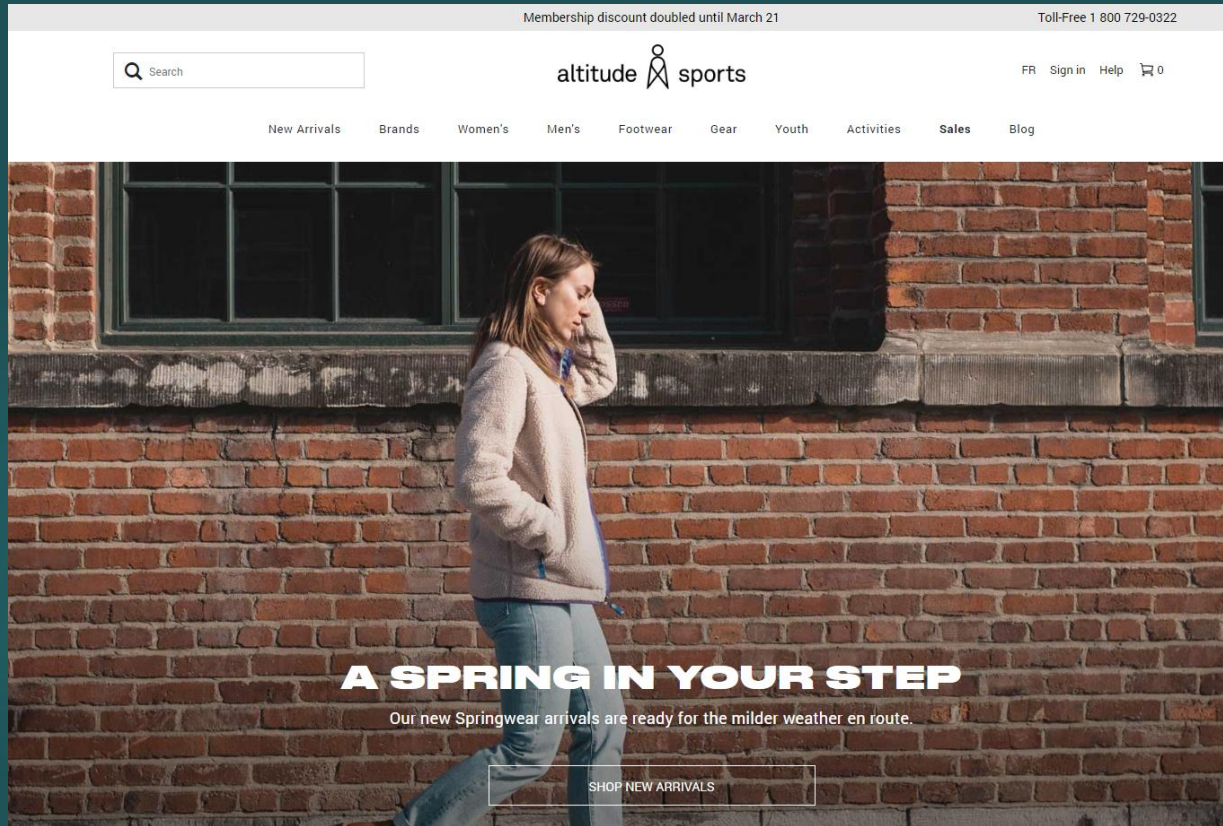 Membership discount doubled until March 21
Toll-Free 1 800 729-0322
Search
altitude sports
FR Sign in Help 0
New Arrivals Brands Women's Men's Footwear Gear Youth Activities Sales Blog
A SPRING IN YOUR STEP
Our new Springwear arrivals are ready for the milder weather en route.
SHOP NEW ARRIVALS